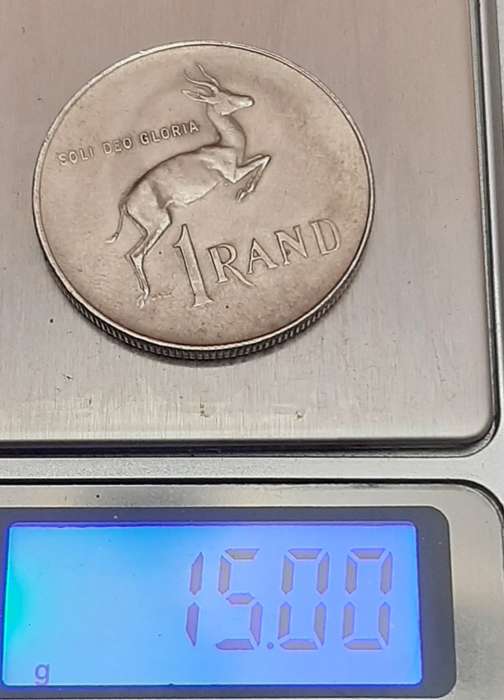 SOLI DEO GLORIA
1 RAND
15.00
g